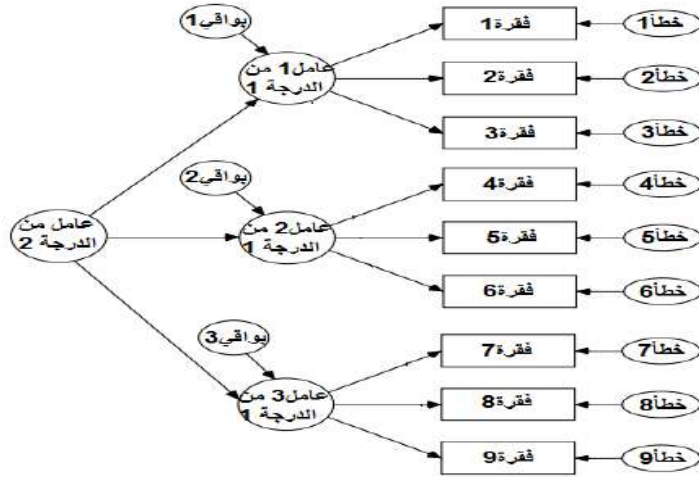 بواقي1
عامل1 من
الدرجة 1
فقرة1
خطأ1
فقرة2
خطأ2
فقرة3
خطأ3
بواقي2
عامل2 من
الدرجة 1
فقرة4
خطأ4
فقرة5
خطأ5
فقرة6
خطأ6
عامل من
الدرجة 2
بواقي3
عامل3 من
الدرجة 1
فقرة7
خطأ7
فقرة8
خطأ8
فقرة9
خطأ9